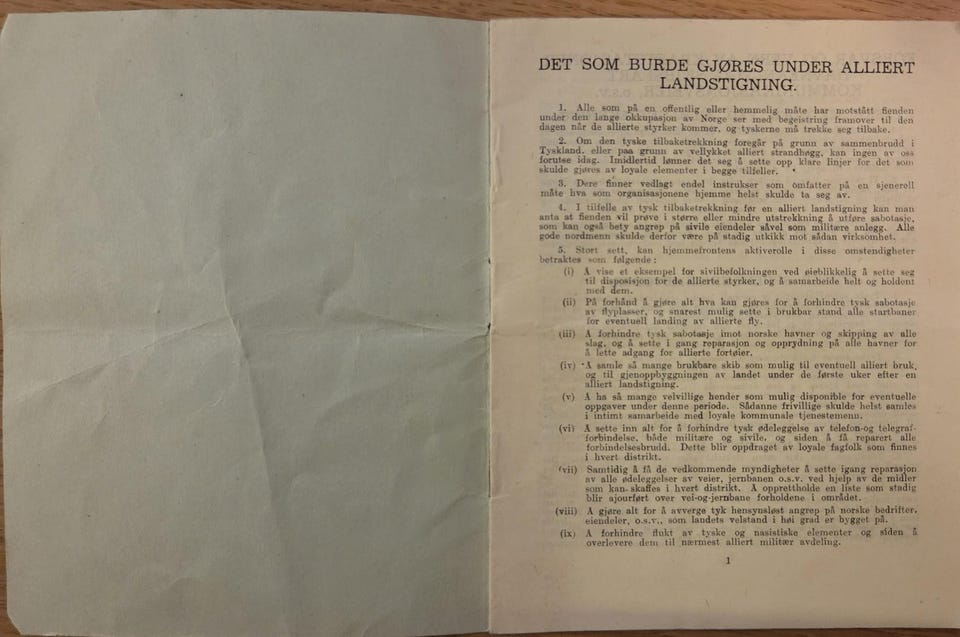 DET SOM BURDE GJØRES UNDER ALLIERT
LANDSTIGNING.
1. Alle som på en offentlig eller hemmelig måte har motstått fienden
under den lange okkupasjon av Norge ser med begeistring framover til den
dagen når de allierte styrker kommer, og tyskerne må trekke seg tilbake.
2. Om den tyske tilbaketrekkning foregår på grunn av sammenbrudd i
Tyskland, eller paa grunn av vellykket alliert strandhøgg, kan ingen av oss
forutse idag. Imidlertid lønner det seg å sette opp klare linjer for det som
skulde gjøres av loyale elementer i begge tilfeller.
3. Dere finner vedlagt endel instrukser som omfatter på en sjenerell
måte hva som organisasjonene hjemme helst skulde ta seg av.
4. I tilfelle av tysk tilbaketrekkning før en alliert landstigning kan man
anta at fienden vil prøve i større eller mindre utstrekkning å utføre sabotasje,
som kan også bety angrep på sivile eiendeler såvel som militære anlegg. Alle
gode nordmenn skulde derfor være på stadig utkikk mot sådan virksomhet.
5. Stort sett, kan hjemmefrontens aktiverolle i disse omstendigheter
betraktes som følgende :
(i) Å vise et eksempel for sivilbefolkningen ved øieblikkelig å sette seg
til disposisjon for de allierte styrker, og å samarbeide helt og holdent
med dem.
(ii) På forhånd å gjøre alt hva kan gjøres for å forhindre tysk sabotasje
av flyplasser, og snarest mulig sette i brukbar stand alle startbaner
for eventuell landing av allierte fly.
(iii) Å forhindre tysk sabotasje imot norske havner og skipping av alle
slag, og å sette i gang reparasjon og opprydning på alle havner for
å lette adgang for allierte fortøier.
(iv) Å samle så mange brukbare skib som mulig til eventuel alliert bruk,
og til gjenoppbyggningen av landet under de første uker efter en
alliert landstigning.
(v) Å ha så mange velvillige hender som mulig disponible for eventuelle
oppgaver under denne periode. Sådanne frivillige skulde helst samles
i intimt samarbeide med loyale kommunale tjenestemenn.
(vi) Å sette inn alt for å forhindre tysk ødeleggelse av telefon-og telegraf-
forbindelse, både militære og sivile, og siden å få reparert alle
forbindelsesbrudd. Dette blir oppdraget av loyale fagfolk som finnes
i hvert distrikt.
(vii) Samtidig å få de vedkommende myndigheter å sette igang reparasjon
av alle ødeleggelser av veier, jernbanen o.s.v. ved hjelp av de midler
som kan skaffes i hvert distrikt. Å opprettholde en liste som stadig
blir ajourført over vei-og-jernbane forholdene i området.
(viii) Å gjøre alt for å avverge tyk hensynsløst angrep på norske bedrifter,
eiendeler, o.s.v., som landets velstand i høi grad er bygget på.
(ix) Å forhindre flukt av tyske og nasistiske elementer og siden å
overlevere dem til nærmest alliert militær avdeling.
1